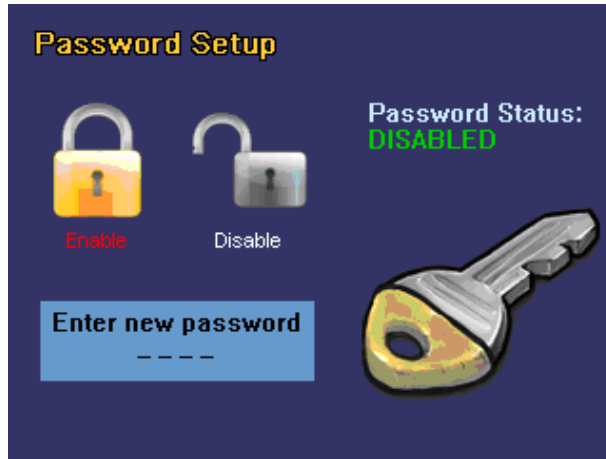 Password Setup
Password Status:
DISABLED
Enable
Disable
Enter new password
_ _ _ _